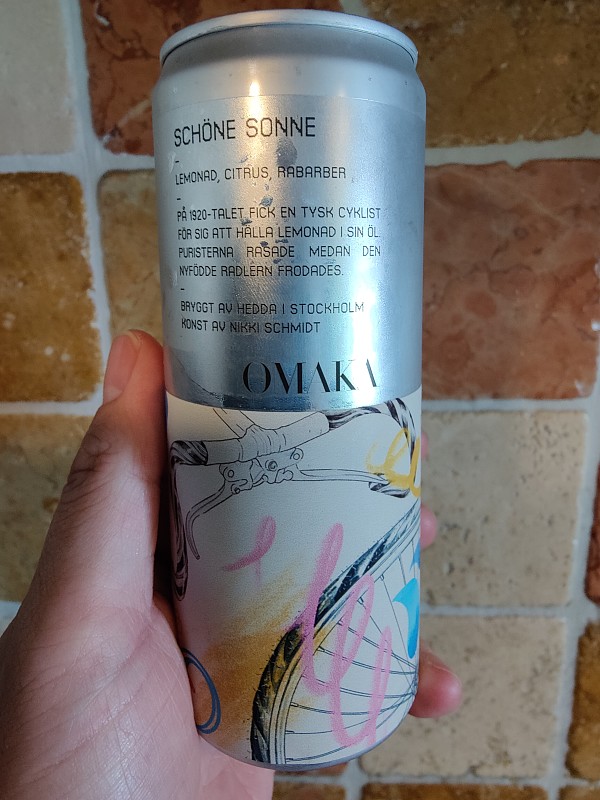 SCHÖNE SONNE
–
LEMONAD, CITRUS, RABARBER
–
PÅ 1920-TALET FICK EN TYSK CYKLIST
FÖR SIG ATT HÄLLA LEMONAD I SIN ÖL.
PURISTERNA RASADE MEDAN DEN
NYFÖDDE RADLERN FRODADES.
–
BRYGGT AV HEDDA I STOCKHOLM
KONST AV NIKKI SCHMIDT
OMAKA